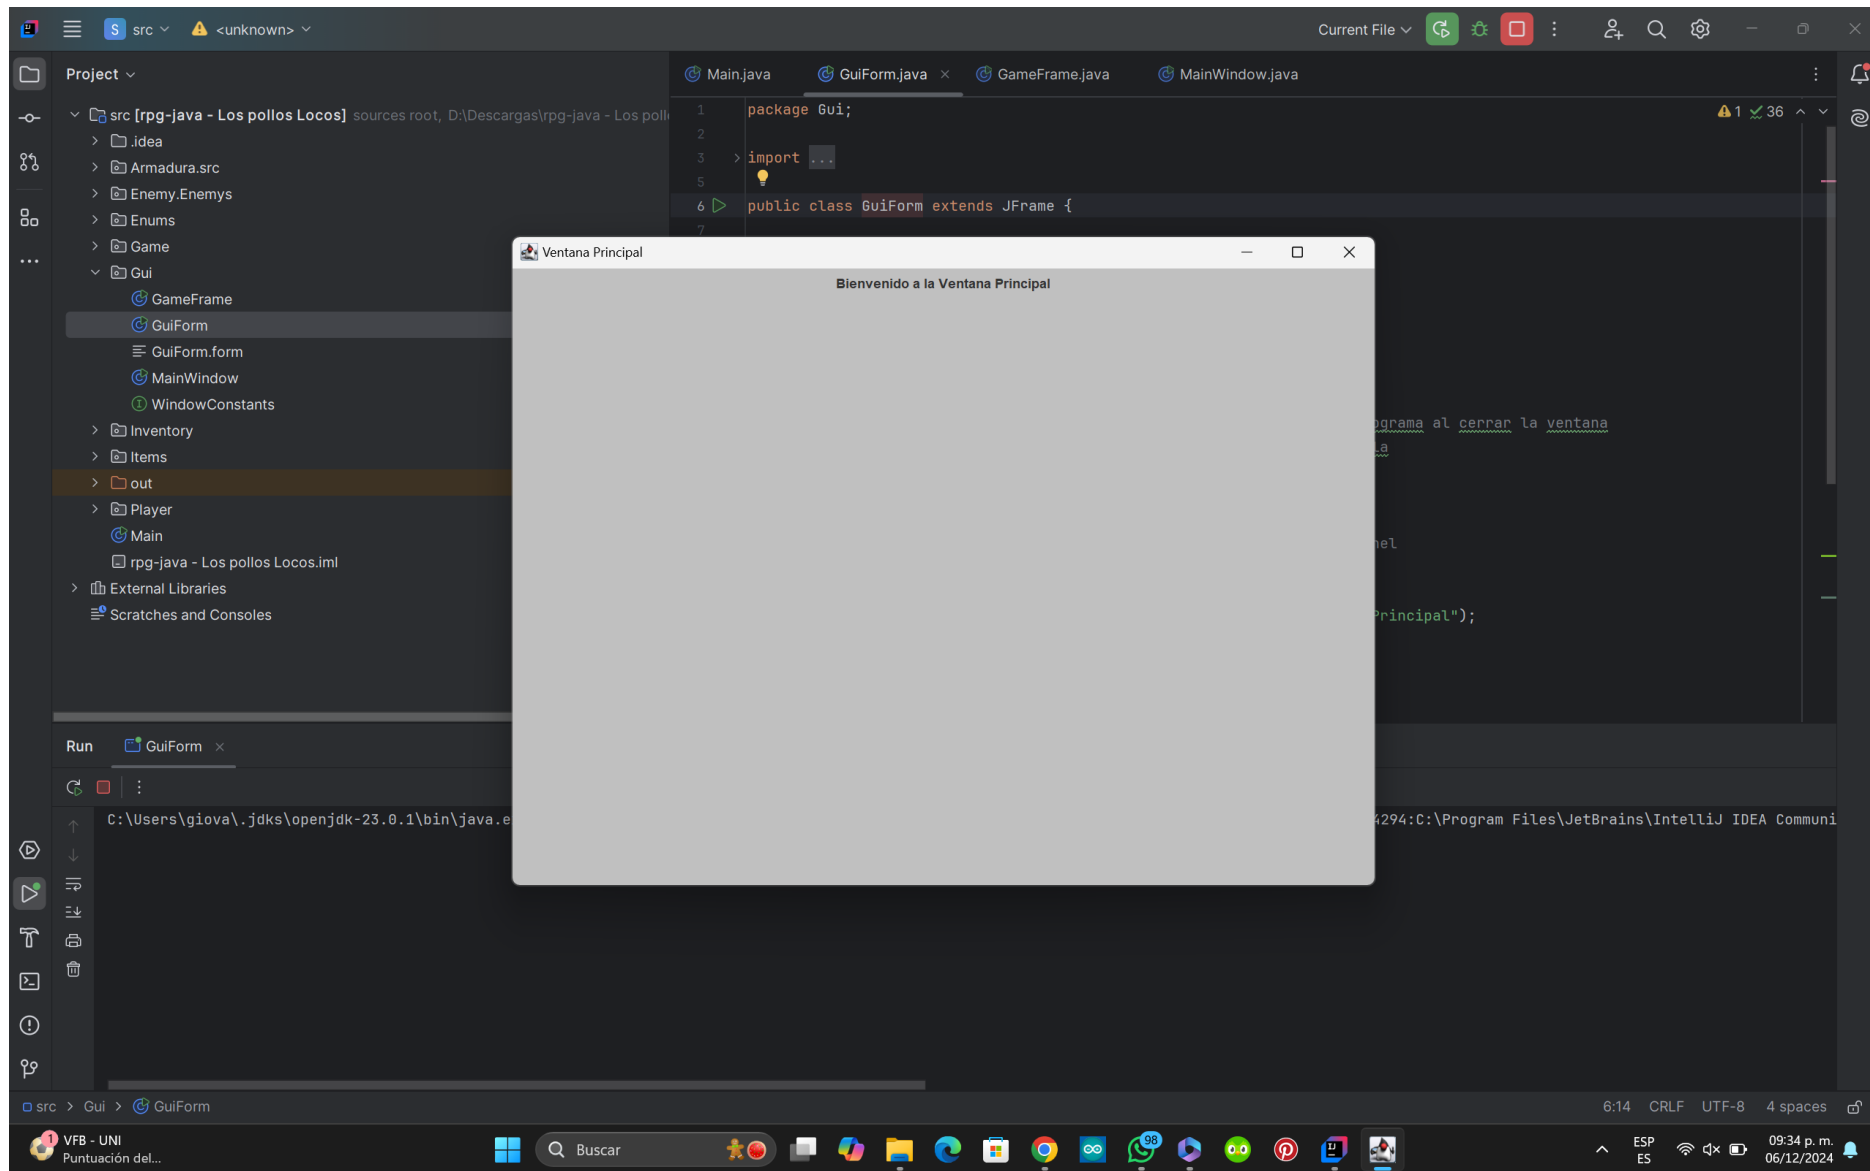 S src <unknown> Current File
Project
Main.java GuiForm.java GameFrame.java MainWindow.java
src [rpg-java - Los pollos Locos] sources root, D:\Descargas\rpg-java - Los poll
.idea
Armadura.src
Enemy.Enemys
Enums
Game
Gui
GameFrame
GuiForm
GuiForm.form
MainWindow
WindowConstants
Inventory
Items
out
Player
Main
rpg-java - Los pollos Locos.iml
External Libraries
Scratches and Consoles
1 package Gui;
1 36
2
3 import ...
5
6 public class GuiForm extends JFrame {
7
Ventana Principal
Bienvenido a la Ventana Principal
ograma al cerrar la ventana
la
nel
Principal");
Run GuiForm
C:\Users\giova\.jdks\openjdk-23.0.1\bin\java.e
4294:C:\Program Files\JetBrains\IntelliJ IDEA Communi
src > Gui > GuiForm
6:14 CRLF UTF-8 4 spaces
1
VFB - UNI
Puntuación del...
Buscar
98
ESP
ES
09:34 p. m.
06/12/2024